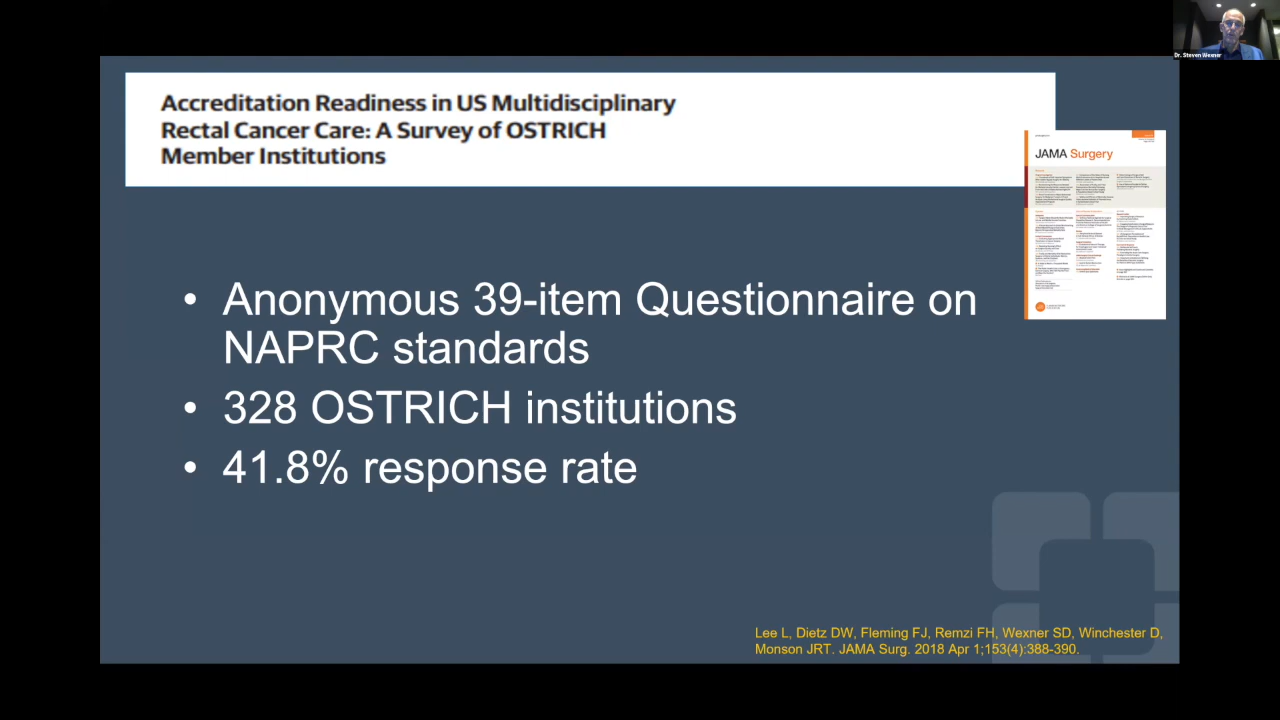 Dr. Steven Wexner
Accreditation Readiness in US Multidisciplinary
Rectal Cancer Care: A Survey of OSTRICH
Member Institutions
JAMA Surgery
• Anonymous 39-item Questionnaire on
NAPRC standards
• 328 OSTRICH institutions
• 41.8% response rate
Lee L, Dietz DW, Fleming FJ, Remzi FH, Wexner SD, Winchester D,
Monson JRT. JAMA Surg. 2018 Apr 1;153(4):388-390.